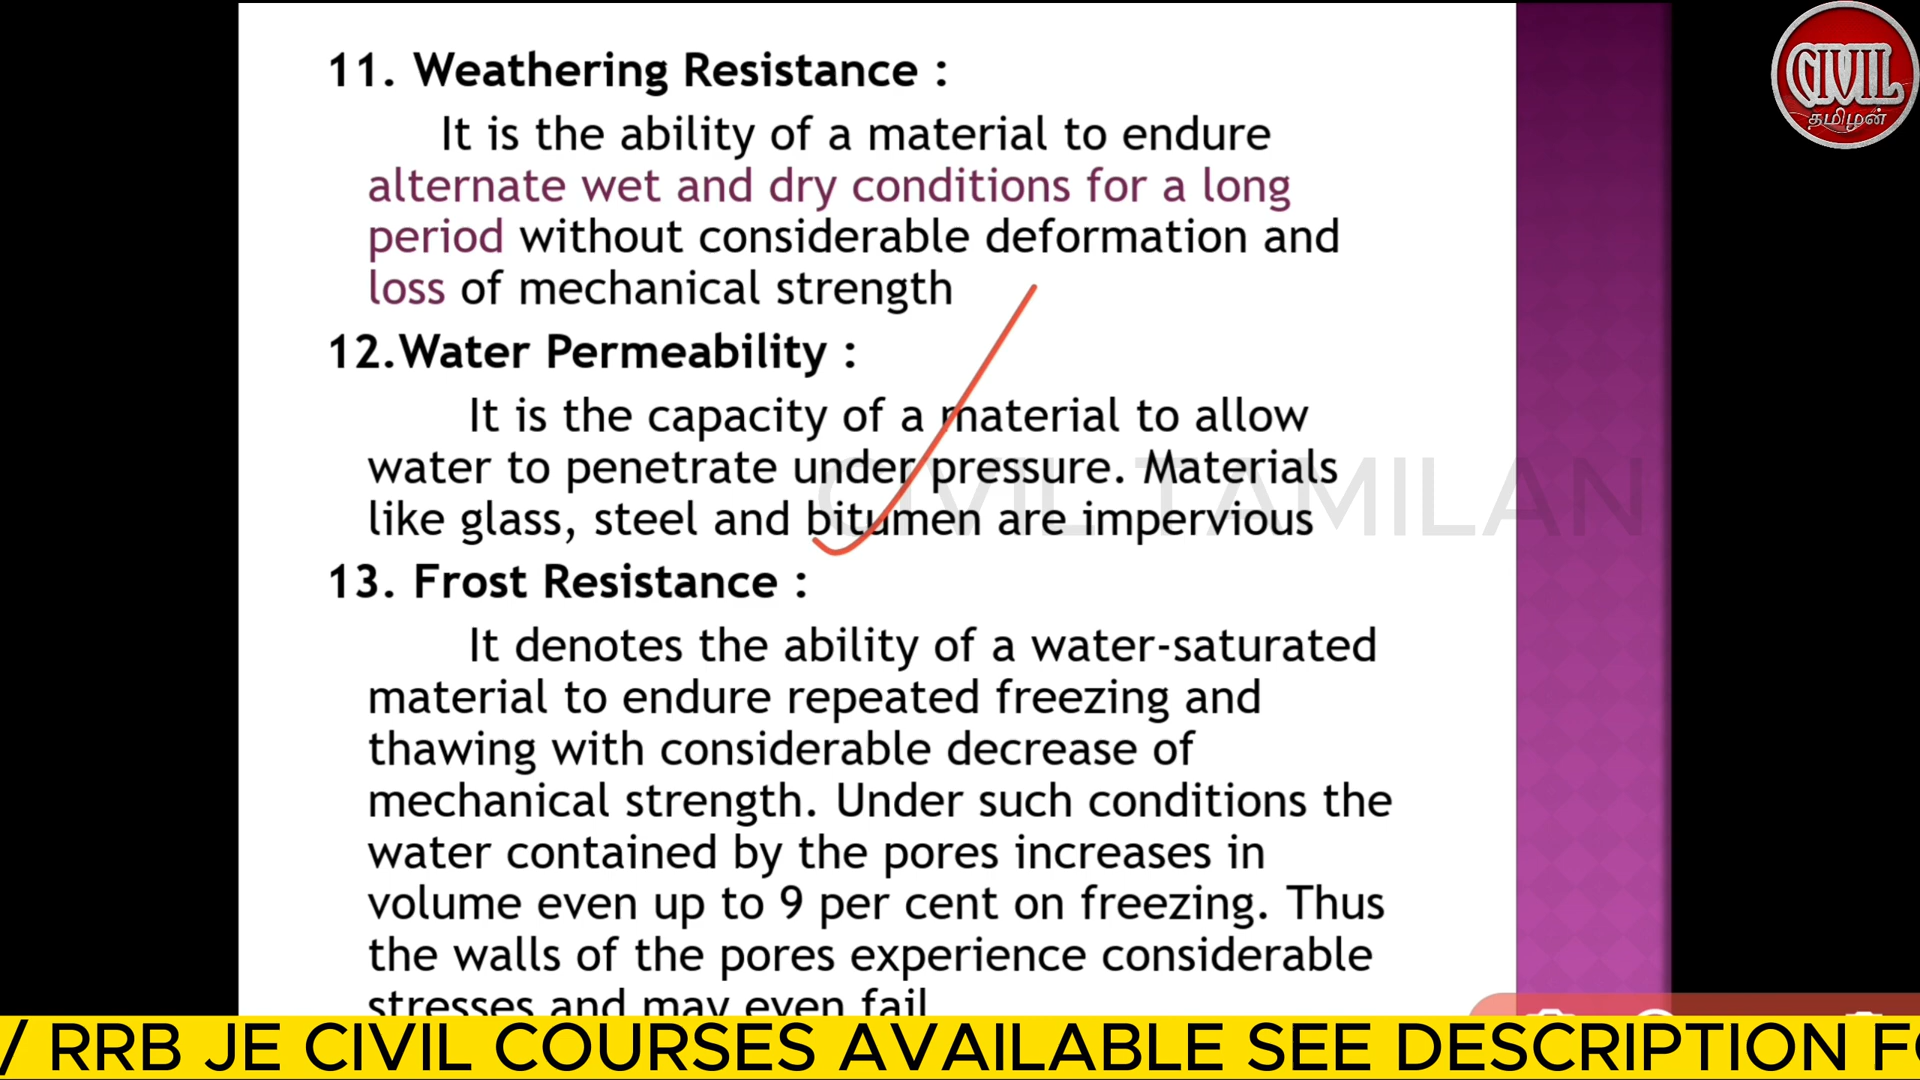 11. Weathering Resistance :
It is the ability of a material to endure
alternate wet and dry conditions for a long
period without considerable deformation and
loss of mechanical strength
12.Water Permeability :
It is the capacity of a material to allow
water to penetrate under pressure. Materials
like glass, steel and bitumen are impervious
13. Frost Resistance :
It denotes the ability of a water-saturated
material to endure repeated freezing and
thawing with considerable decrease of
mechanical strength. Under such conditions the
water contained by the pores increases in
volume even up to 9 per cent on freezing. Thus
the walls of the pores experience considerable
stresses and may even fail
CIVIL TAMILAN
CIVIL
தமிழன்
/ RRB JE CIVIL COURSES AVAILABLE SEE DESCRIPTION FO